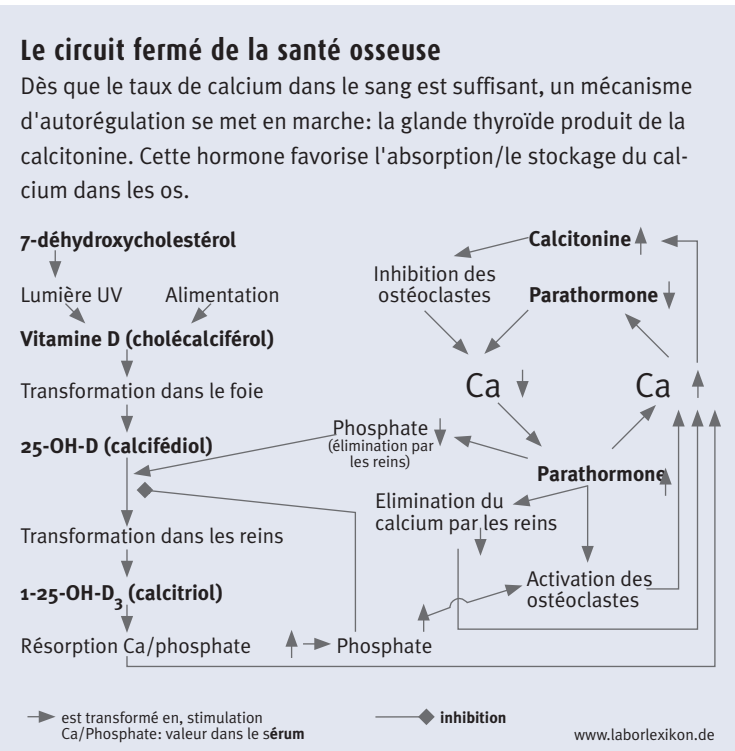 Le circuit fermé de la santé osseuse
Dès que le taux de calcium dans le sang est suffisant, un mécanisme
d'autorégulation se met en marche: la glande thyroïde produit de la
calcitonine. Cette hormone favorise l'absorption/le stockage du cal-
cium dans les os.
7-déhydroxycholestérol
Lumière UV
Alimentation
Vitamine D (cholécalciférol)
Transformation dans le foie
25-OH-D (calcifédiol)
Transformation dans les reins
1-25-OH-D3 (calcitriol)
Résorption Ca/phosphate
Phosphate
Calcitonine
Inhibition des
ostéoclastes
Parathormone
Ca
Ca
Phosphate
(élimination par
les reins)
Parathormone
Elimination du
calcium par les reins
Activation des
ostéoclastes
est transformé en, stimulation
Ca/Phosphate: valeur dans le sérum
inhibition
www.laborlexikon.de